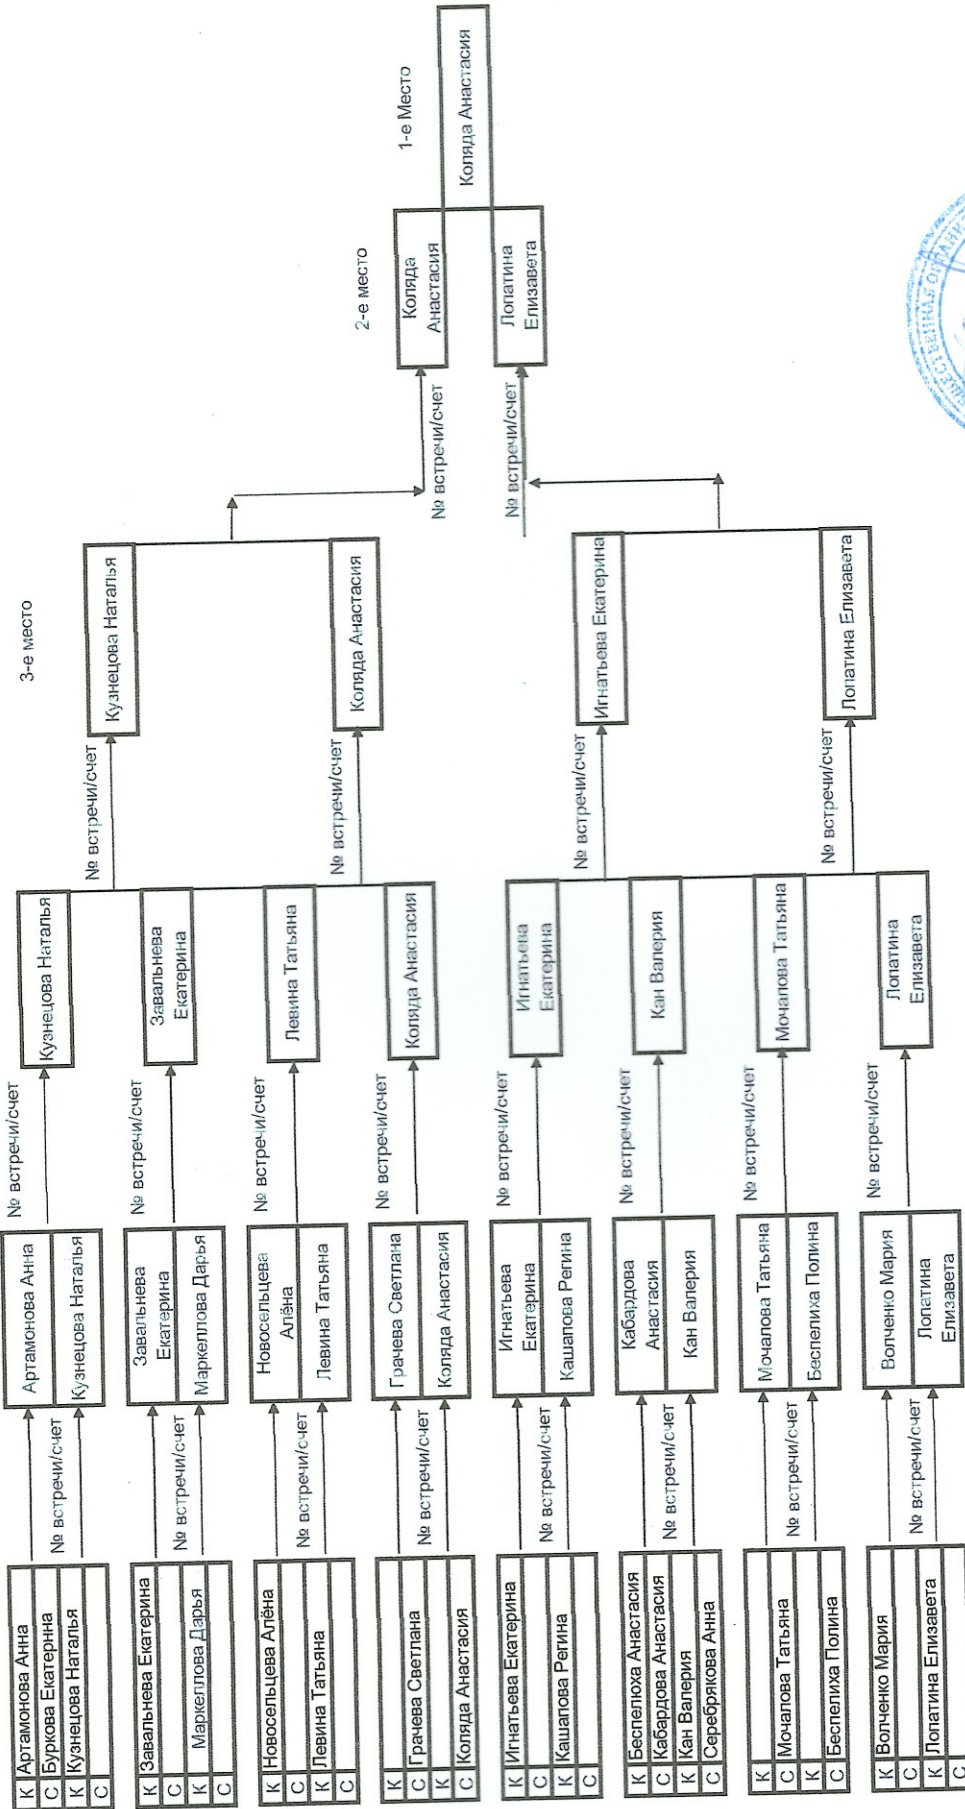 К Артамонова Анна
С Буркова Екатерна
К Кузнецова Наталья
С
№ встречи/счет
К Завальнева Екатерина
С
К Маркеллова Дарья
С
№ встречи/счет
К Новосельцева Алёна
С
К Левина Татьяна
С
№ встречи/счет
К
С Грачева Светлана
К
С Коляда Анастасия
№ встречи/счет
К Игнатьева Екатерина
С
К Кашапова Регина
С
№ встречи/счет
К Беспелюха Анастасия
С Кабардова Анастасия
К Кан Валерия
С Серебрякова Анна
№ встречи/счет
К
С Мочалова Татьяна
К
С Беспелиха Полина
№ встречи/счет
К Волченко Мария
С
К Лопатина Елизавета
С
№ встречи/счет
Артамонова Анна
Кузнецова Наталья
№ встречи/счет
Завальнева
Екатерина
Маркеллова Дарья
№ встречи/счет
Новосельцева
Алёна
Левина Татьяна
№ встречи/счет
Грачева Светлана
Коляда Анастасия
№ встречи/счет
Игнатьева
Екатерина
Кашапова Регина
№ встречи/счет
Кабардова
Анастасия
Кан Валерия
№ встречи/счет
Мочалова Татьяна
Беспелиха Полина
№ встречи/счет
Волченко Мария
Лопатина
Елизавета
№ встречи/счет
Кузнецова Наталья
Завальнева
Екатерина
№ встречи/счет
Левина Татьяна
Коляда Анастасия
№ встречи/счет
Игнатьева
Екатерина
Кан Валерия
№ встречи/счет
Мочалова Татьяна
Лопатина
Елизавета
№ встречи/счет
3-е место
Кузнецова Наталья
Коляда Анастасия
№ встречи/счет
Игнатьева Екатерина
Лопатина Елизавета
№ встречи/счет
2-е место
Коляда
Анастасия
Лопатина
Елизавета
1-е Место
Коляда Анастасия